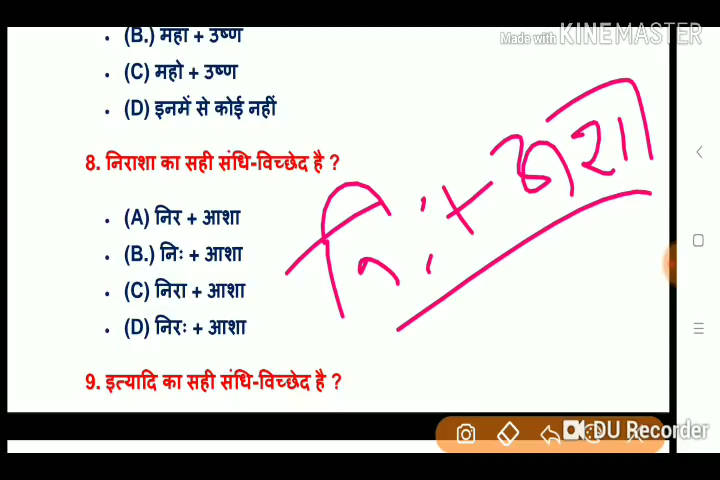 (B.) महा + उष्ण
Made with KINEMASTER
(C) महो + उष्ण
(D) इनमें से कोई नहीं
8. निराशा का सही संधि-विच्छेद है ?
(A) निर + आशा
(B.) निः + आशा
(C) निरा + आशा
(D) निरः + आशा
निः + आशा
9. इत्यादि का सही संधि-विच्छेद है ?
DU Recorder